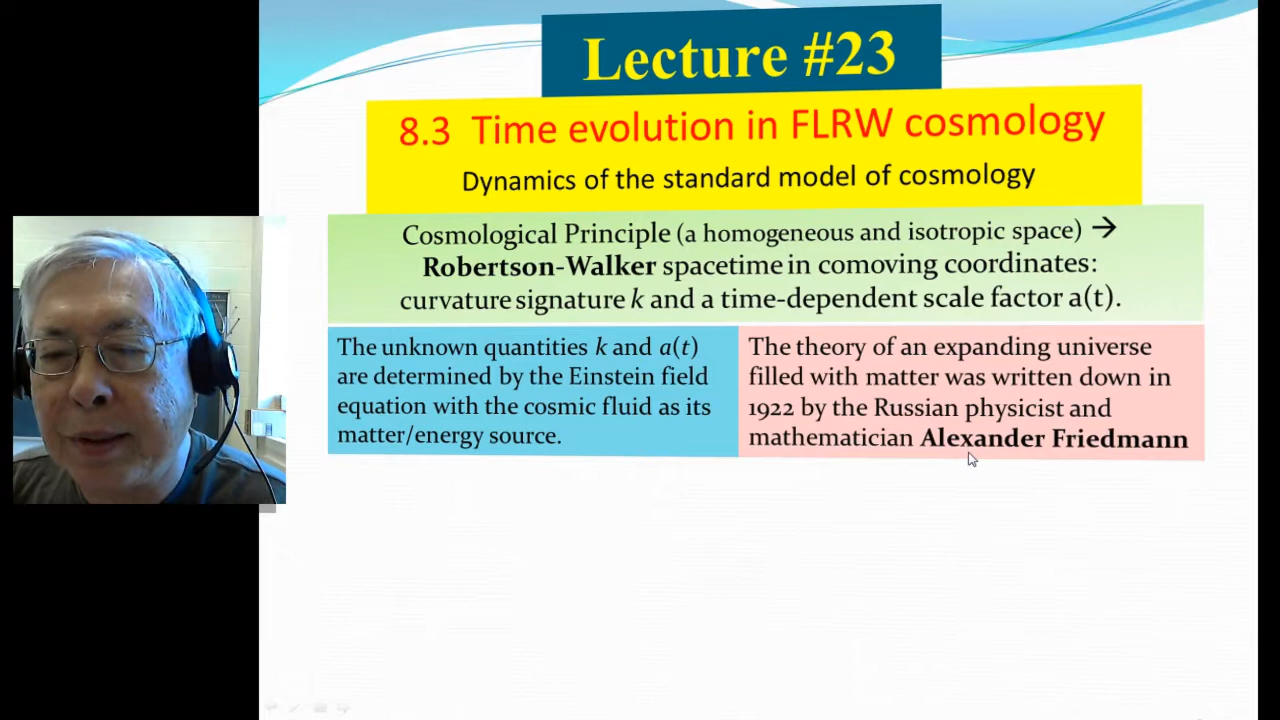 Lecture #23
8.3 Time evolution in FLRW cosmology
Dynamics of the standard model of cosmology
Cosmological Principle (a homogeneous and isotropic space) →
Robertson-Walker spacetime in comoving coordinates:
curvature signature k and a time-dependent scale factor a(t).
The unknown quantities k and a(t)
are determined by the Einstein field
equation with the cosmic fluid as its
matter/energy source.
The theory of an expanding universe
filled with matter was written down in
1922 by the Russian physicist and
mathematician Alexander Friedmann